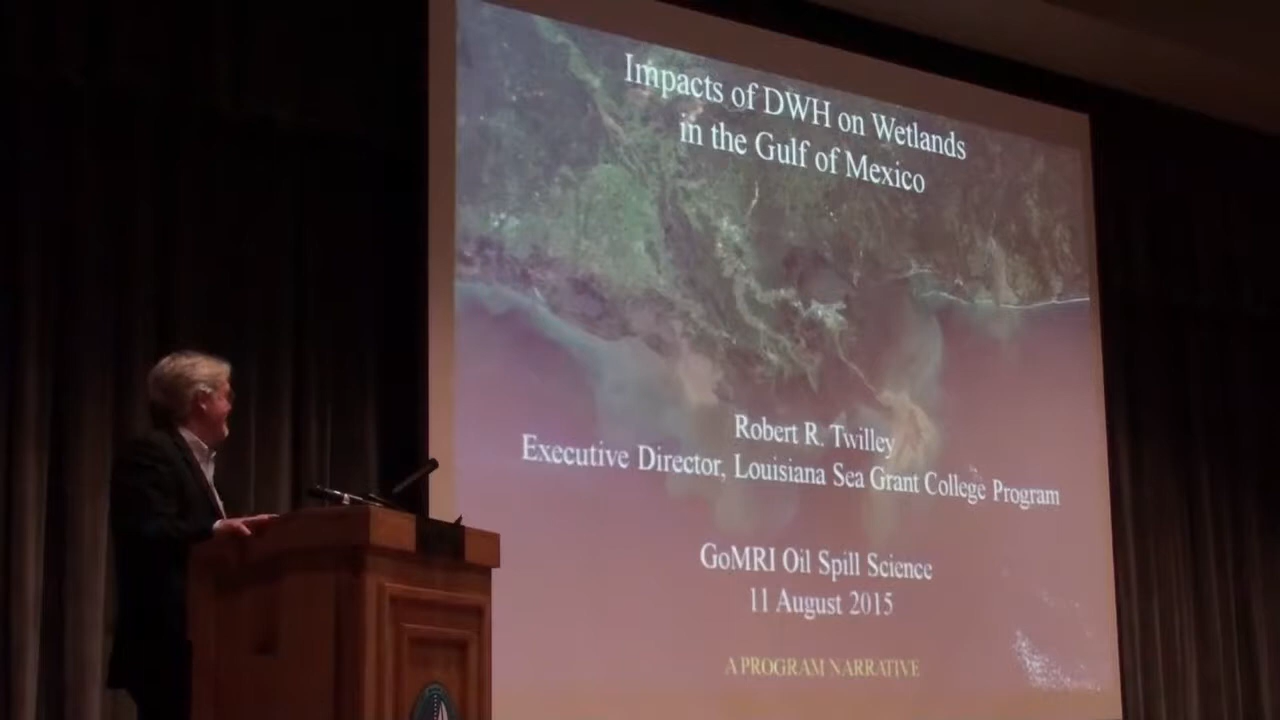 Impacts of DWH on Wetlands
in the Gulf of Mexico
Robert R. Twilley
Executive Director, Louisiana Sea Grant College Program
GoMRI Oil Spill Science
11 August 2015
A PROGRAM NARRATIVE